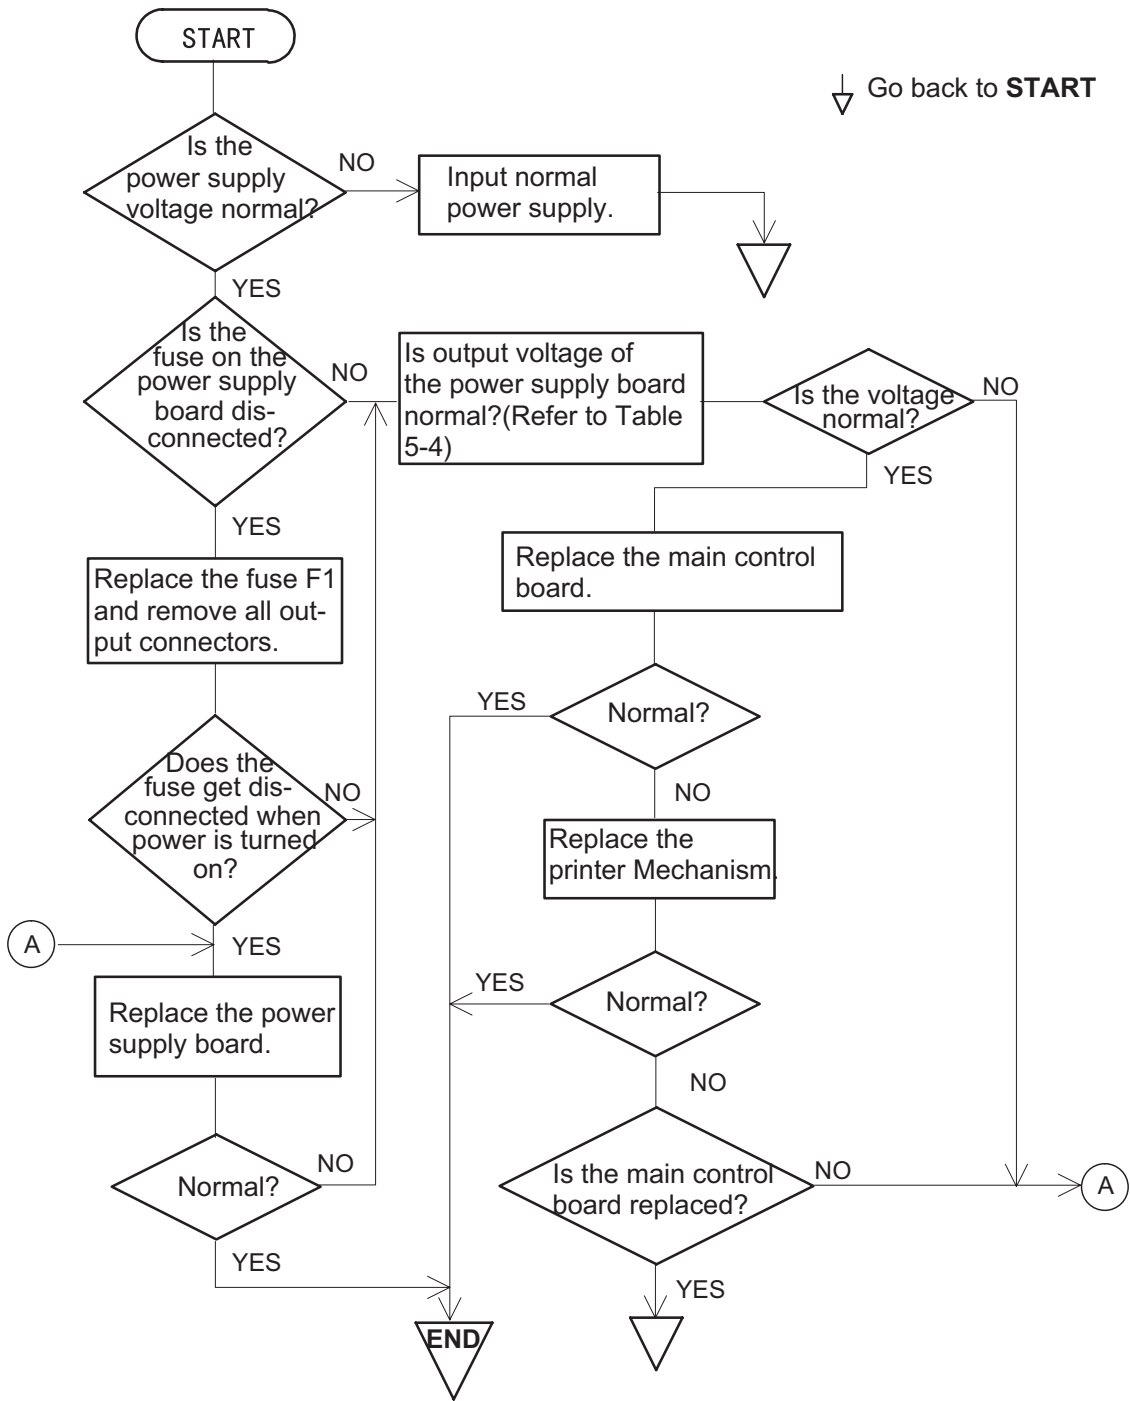 START
Go back to START
Is the
power supply
voltage normal?
NO
Input normal
power supply.
YES
Is the
fuse on the
power supply
board dis-
connected?
NO
Is output voltage of
the power supply board
normal?(Refer to Table
5-4)
Is the voltage
normal?
NO
YES
YES
Replace the fuse F1
and remove all out-
put connectors.
Replace the main control
board.
YES
Normal?
NO
Does the
fuse get dis-
connected when
power is turned
on?
NO
Replace the
printer Mechanism.
A
YES
YES
Normal?
NO
Replace the power
supply board.
Normal?
NO
Is the main control
board replaced?
NO
A
YES
YES
END